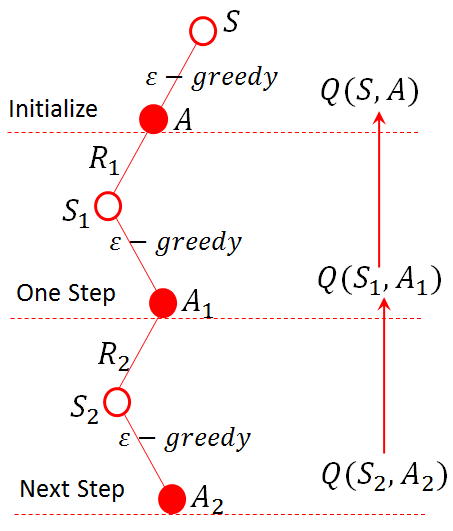 S
ε − greedy
Q(S, A)
Initialize
A
R₁
S₁
ε − greedy
Q(S₁, A₁)
One Step
A₁
R₂
S₂
ε − greedy
Q(S₂, A₂)
Next Step
A₂